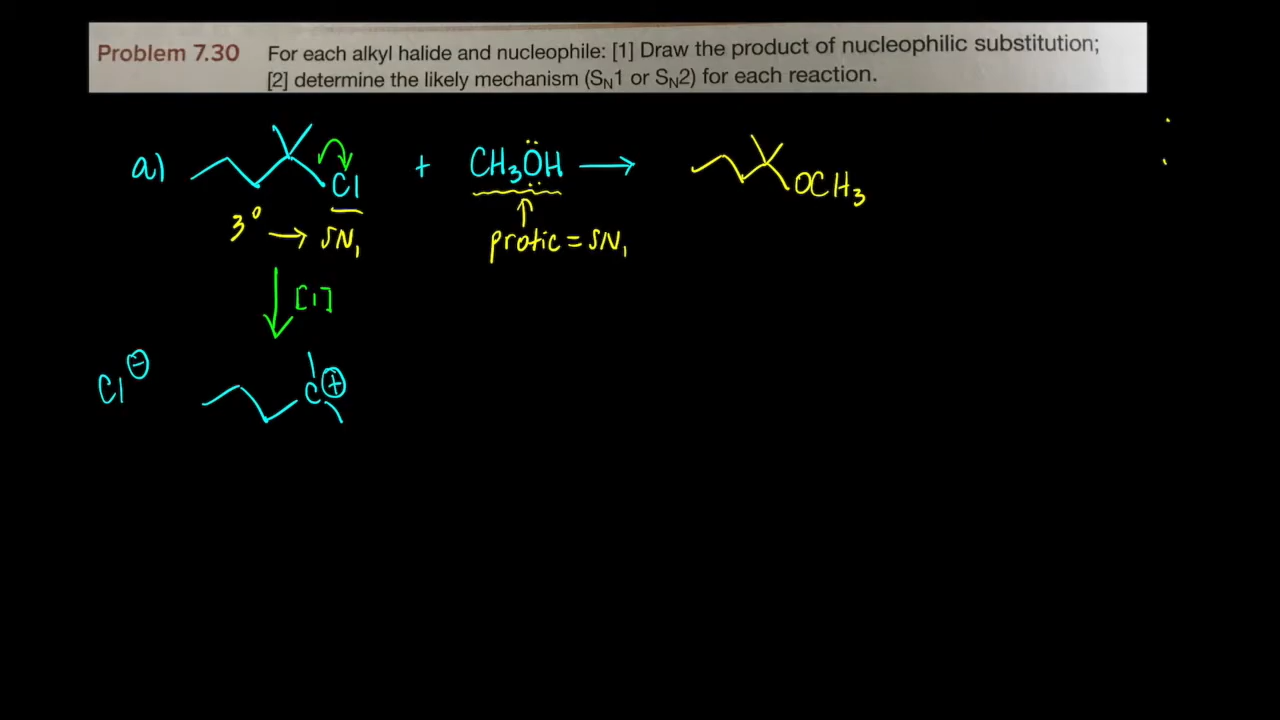 Problem 7.30 For each alkyl halide and nucleophile: [1] Draw the product of nucleophilic substitution;
[2] determine the likely mechanism (SN1 or SN2) for each reaction.
a) Cl + CH3ÖH → OCH3
3° → SN1
protic = SN1
[1]
Cl⊖ C⊕